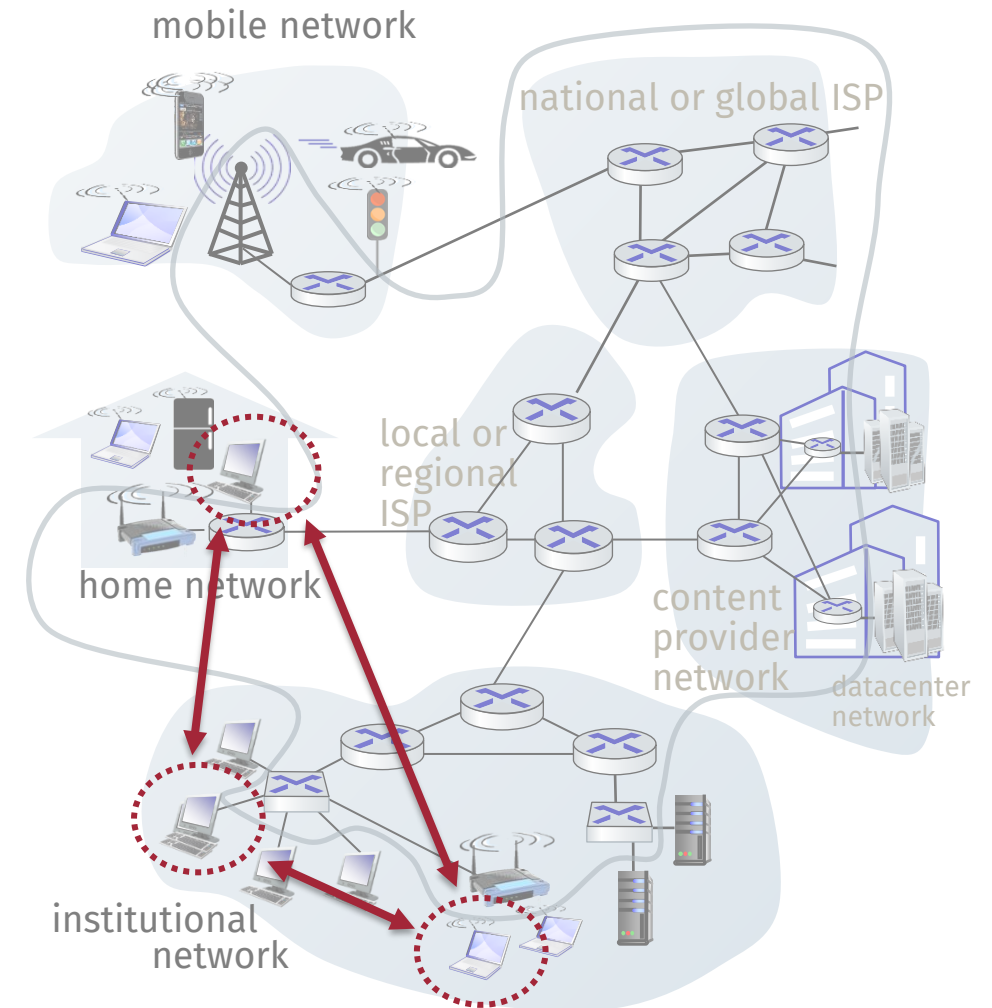 mobile network
national or global ISP
local or
regional
ISP
home network
content
provider
network
datacenter
network
institutional
network